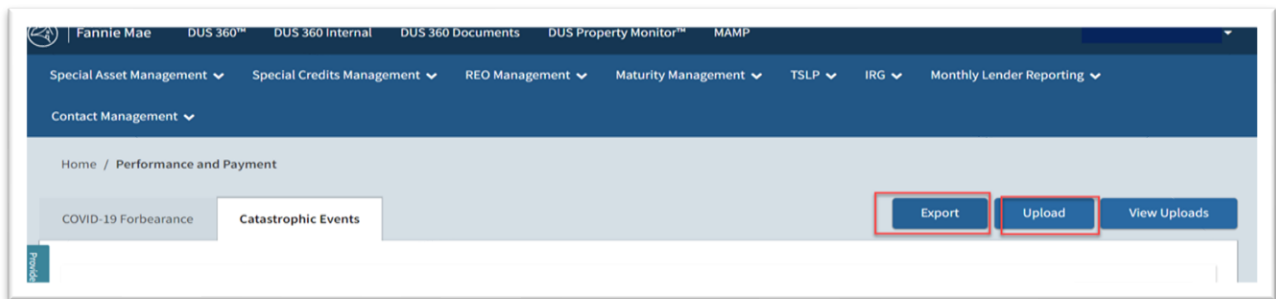 Fannie Mae DUS 360™ DUS 360 Internal DUS 360 Documents DUS Property Monitor™ MAMP
Special Asset Management Special Credits Management REO Management Maturity Management TSLP IRG Monthly Lender Reporting
Contact Management
Home / Performance and Payment
COVID-19 Forbearance Catastrophic Events Export Upload View Uploads
Provide